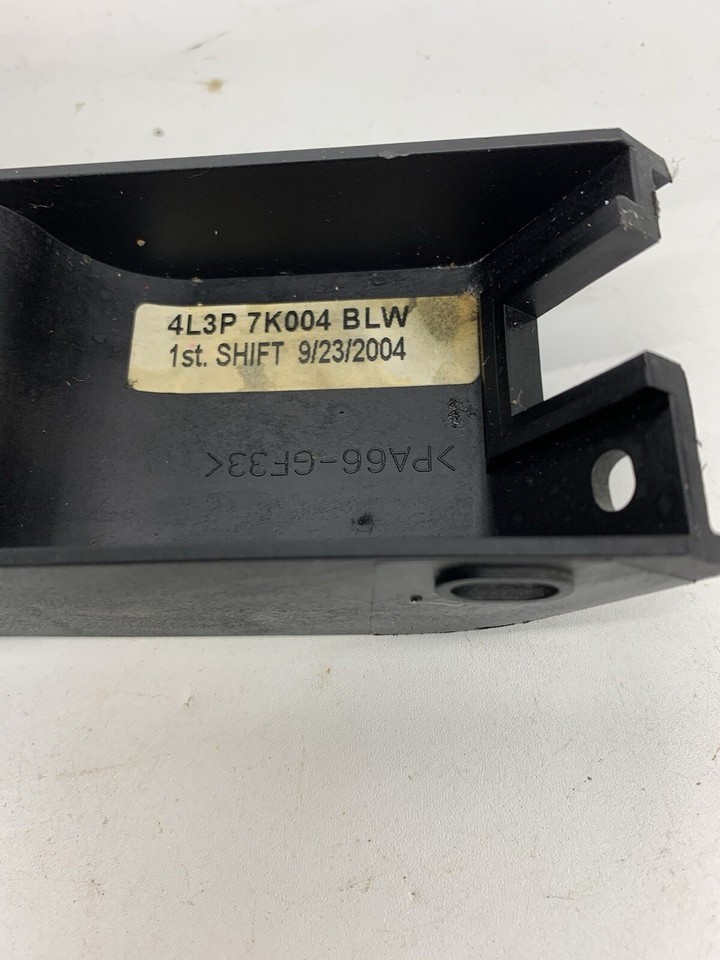 4L3P 7K004 BLW
1st. SHIFT 9/23/2004
>PA66-GF33<